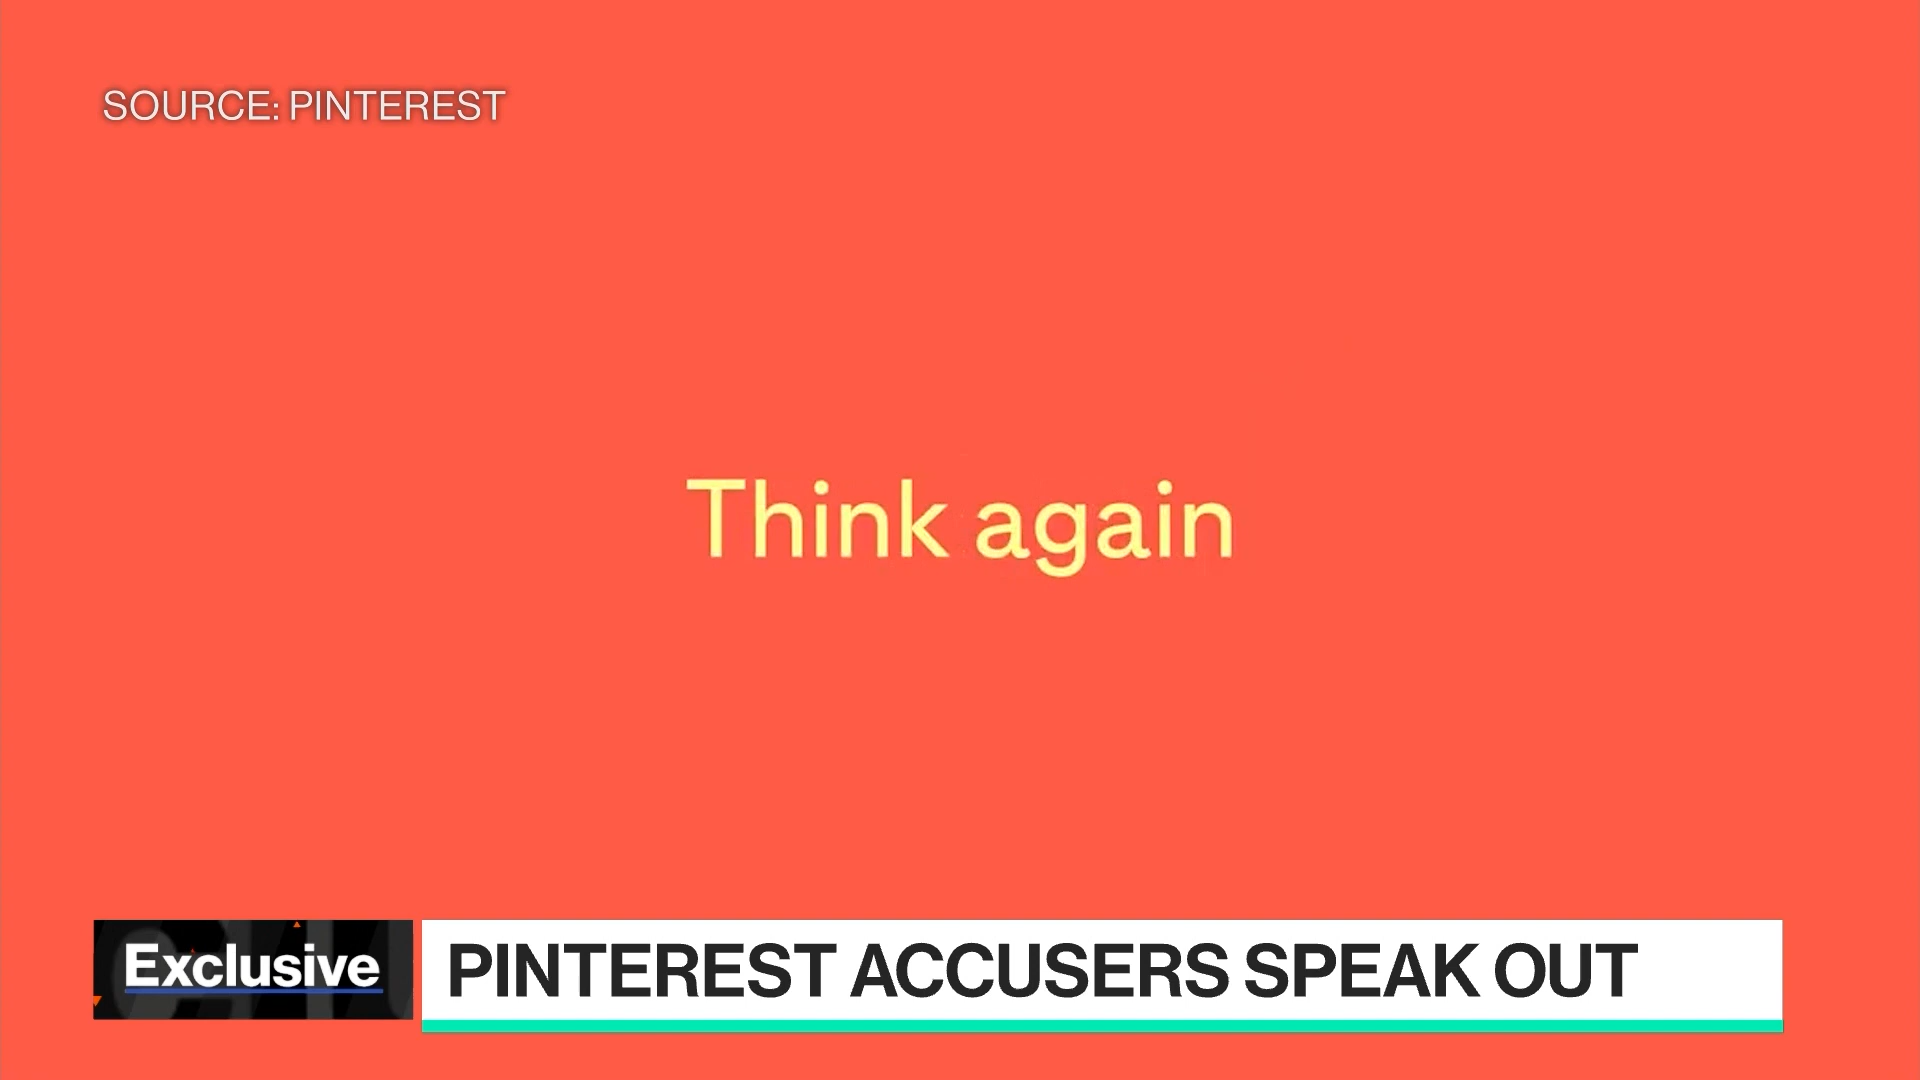 SOURCE: PINTEREST
Think again
Exclusive
PINTEREST ACCUSERS SPEAK OUT